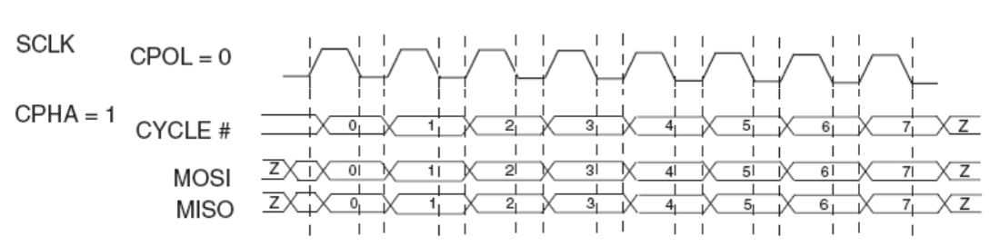 SCLK
CPOL = 0
CPHA = 1
CYCLE # 0 1 2 3 4 5 6 7 Z
MOSI Z 0 1 2 3 4 5 6 7 Z
MISO Z 0 1 2 3 4 5 6 7 Z